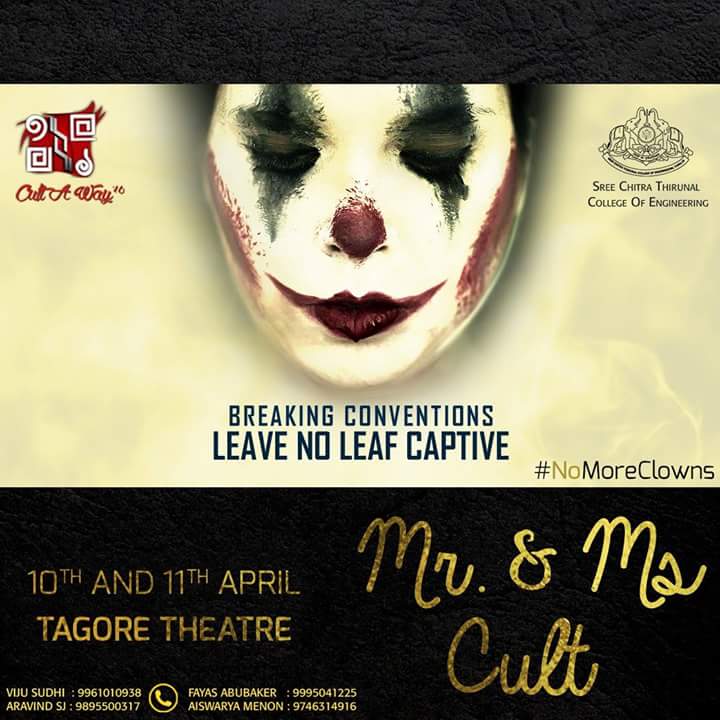 Cult A Way'16
SREE CHITRA THIRUNAL
COLLEGE OF ENGINEERING
BREAKING CONVENTIONS
LEAVE NO LEAF CAPTIVE
#NoMoreClowns
Mr. & Ms
Cult
10TH AND 11TH APRIL
TAGORE THEATRE
VIJU SUDHI : 9961010938
ARAVIND SJ : 9895500317
FAYAS ABUBAKER : 9995041225
AISWARYA MENON : 9746314916